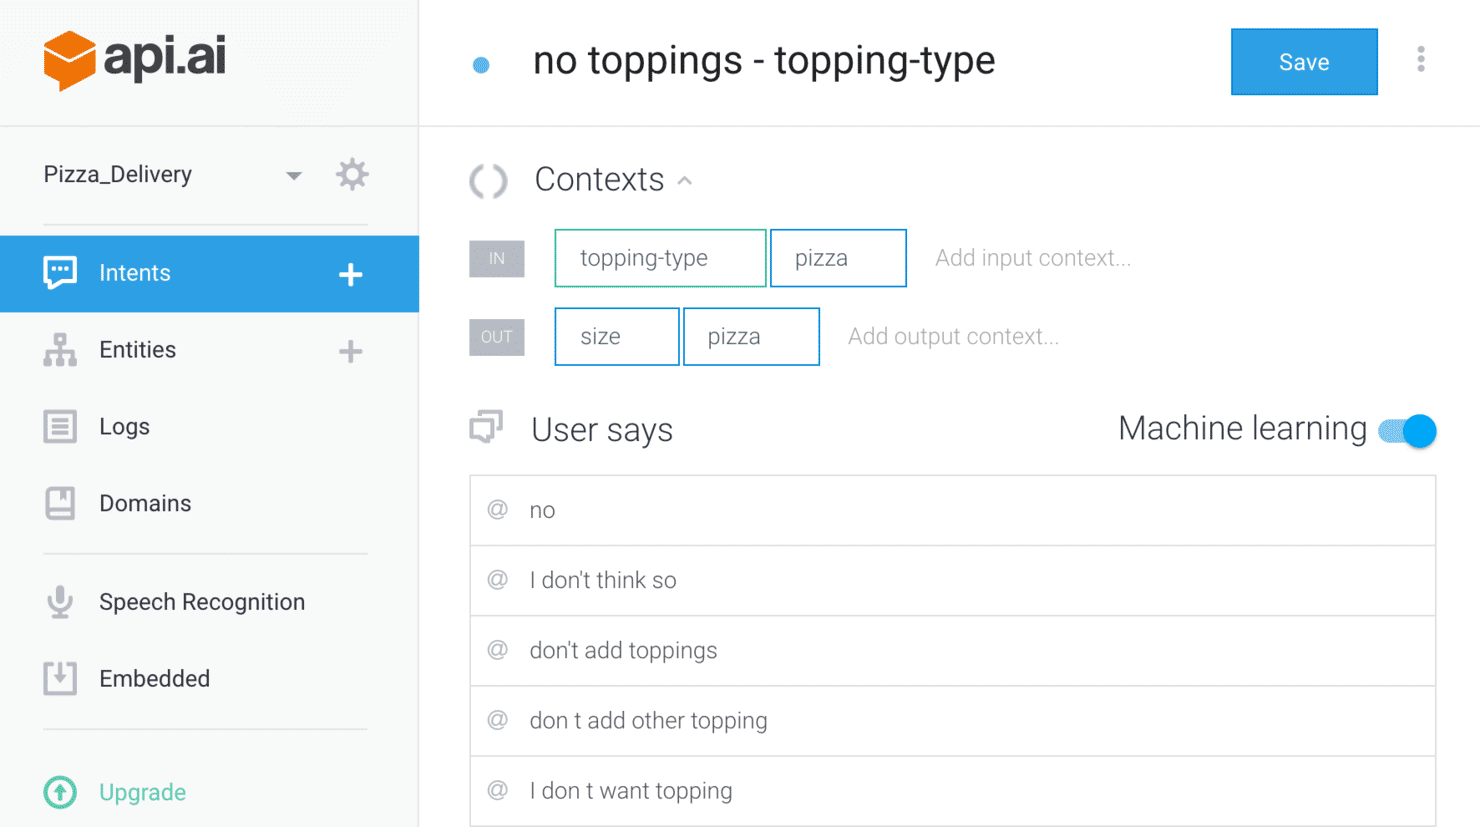 api.ai
no toppings - topping-type
Save
Pizza_Delivery
Intents
Entities
Logs
Domains
Speech Recognition
Embedded
Upgrade
Contexts
IN topping-type pizza Add input context...
OUT size pizza Add output context...
User says Machine learning
@ no
@ I don't think so
@ don't add toppings
@ don t add other topping
@ I don t want topping